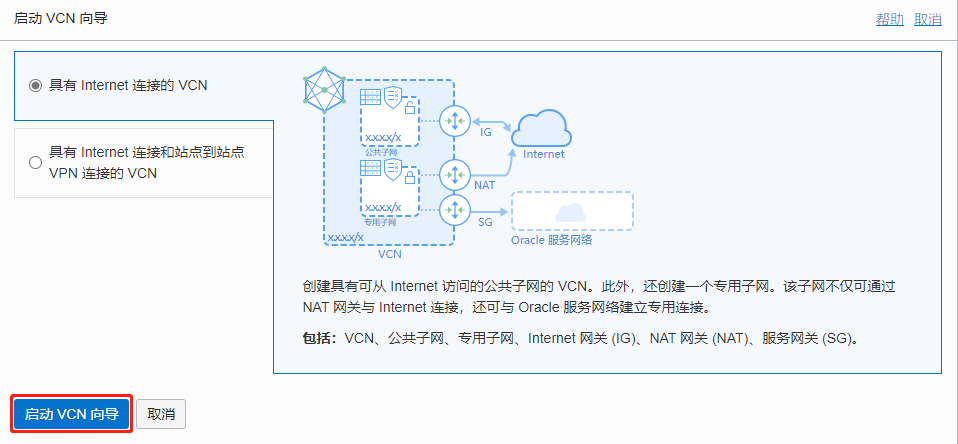 启动 VCN 向导
帮助 取消
具有 Internet 连接的 VCN
具有 Internet 连接和站点到站点
VPN 连接的 VCN
x.x.x.x/x
公共子网
IG
Internet
x.x.x.x/x
专用子网
NAT
SG
x.x.x.x/x
Oracle 服务网络
VCN
创建具有可从 Internet 访问的公共子网的 VCN。此外，还创建一个专用子网。该子网不仅可通过
NAT 网关与 Internet 连接，还可与 Oracle 服务网络建立专用连接。
包括：VCN、公共子网、专用子网、Internet 网关 (IG)、NAT 网关 (NAT)、服务网关 (SG)。
启动 VCN 向导
取消